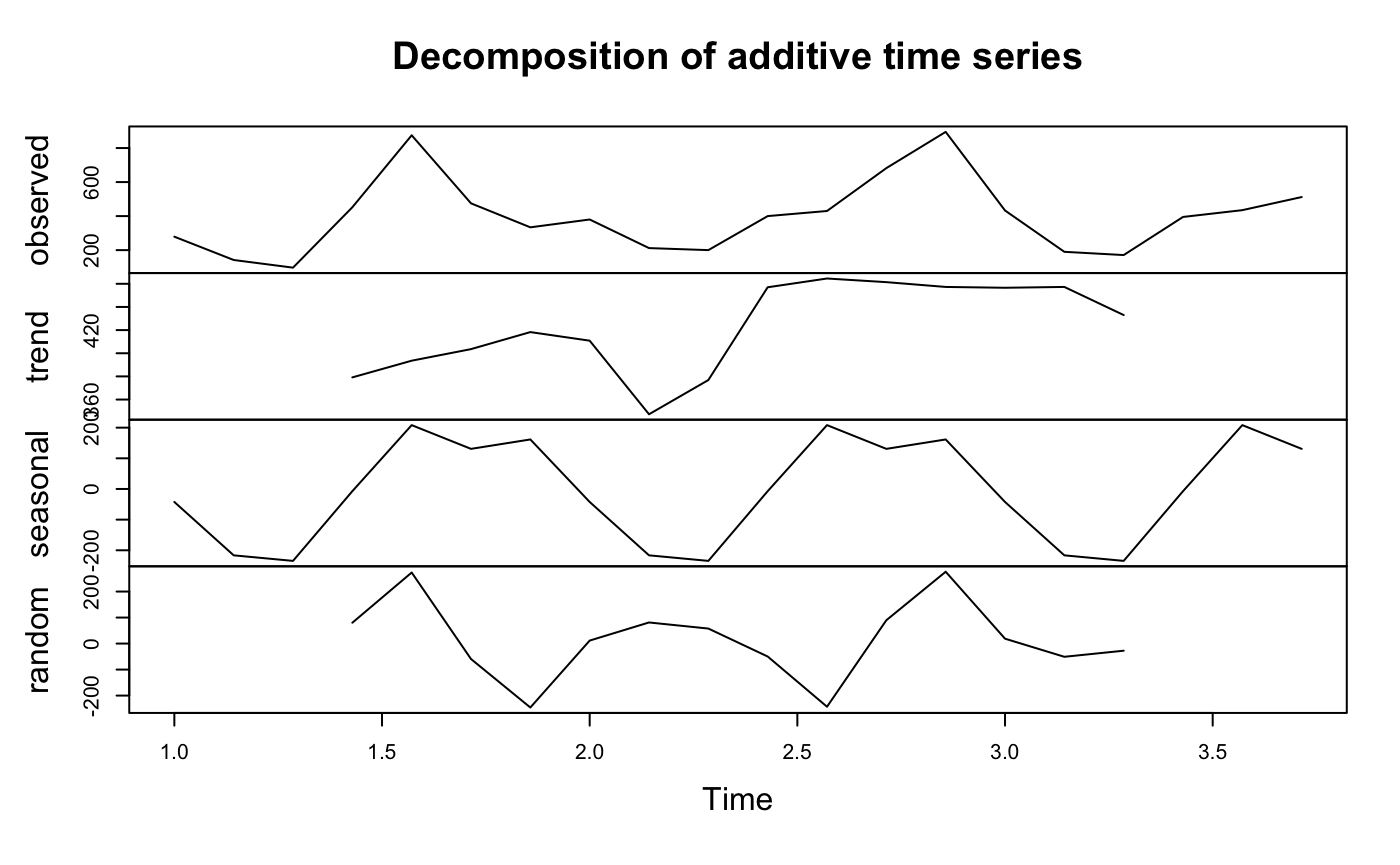 Decomposition of additive time series
observed
200 600
trend
360 420
seasonal
-200 0 200
random
-200 0 200
1.0 1.5 2.0 2.5 3.0 3.5
Time